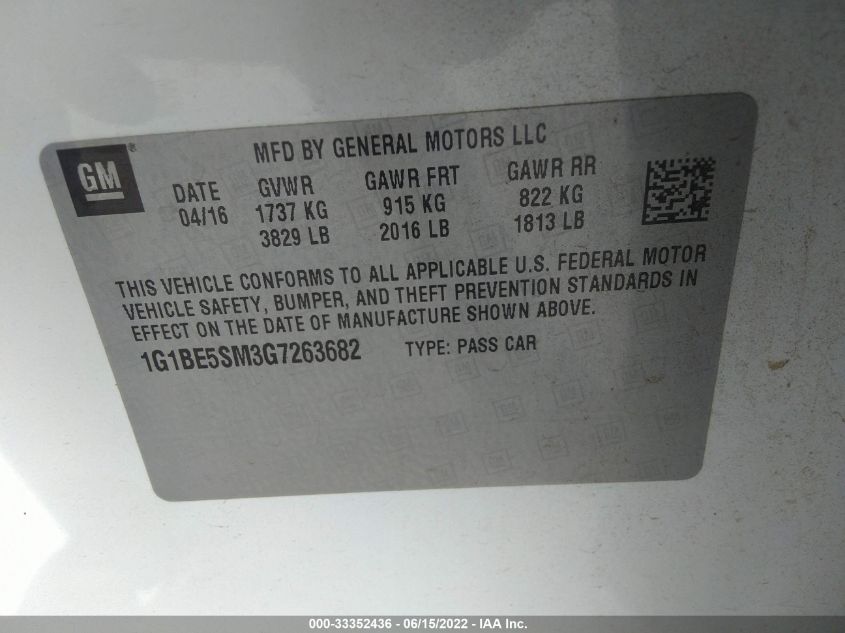 MFD BY GENERAL MOTORS LLC
GM®
DATE GVWR GAWR FRT GAWR RR
04/16 1737 KG 915 KG 822 KG
3829 LB 2016 LB 1813 LB
THIS VEHICLE CONFORMS TO ALL APPLICABLE U.S. FEDERAL MOTOR
VEHICLE SAFETY, BUMPER, AND THEFT PREVENTION STANDARDS IN
EFFECT ON THE DATE OF MANUFACTURE SHOWN ABOVE.
1G1BE5SM3G7263682 TYPE: PASS CAR
000-33352436 - 06/15/2022 - IAA Inc.